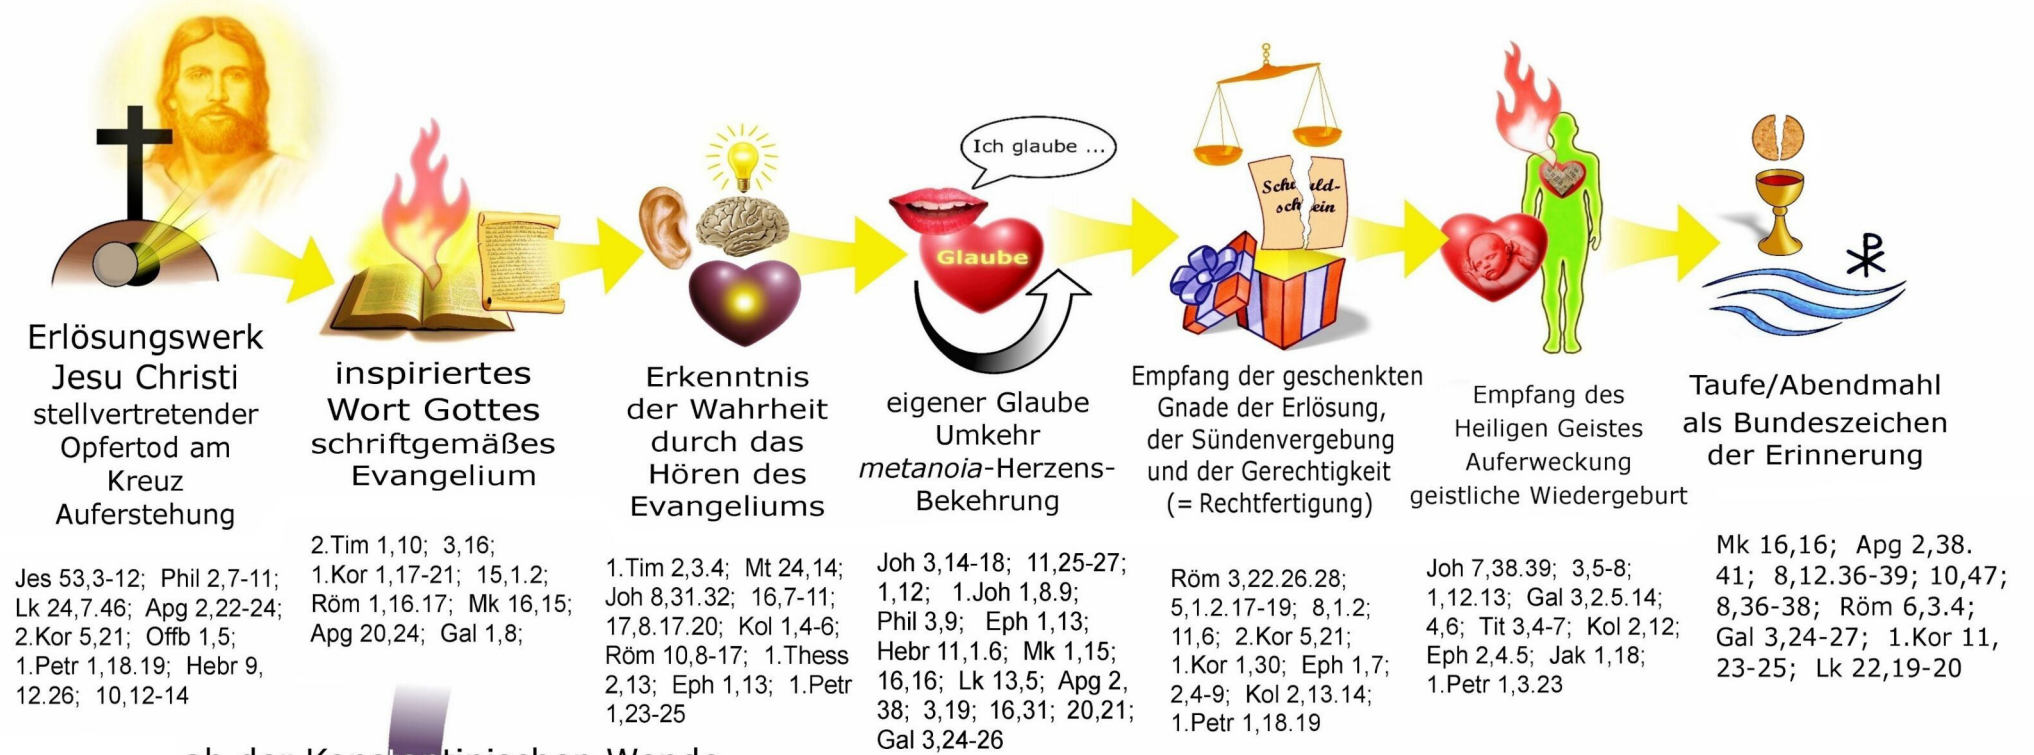 Ich glaube ...
Glaube
Schuld-
schein
Erlösungswerk
Jesu Christi
stellvertretender
Opfertod am
Kreuz
Auferstehung
Jes 53,3-12; Phil 2,7-11;
Lk 24,7.46; Apg 2,22-24;
2.Kor 5,21; Offb 1,5;
1.Petr 1,18.19; Hebr 9,
12.26; 10,12-14
inspiriertes
Wort Gottes
schriftgemäßes
Evangelium
2.Tim 1,10; 3,16;
1.Kor 1,17-21; 15,1.2;
Röm 1,16.17; Mk 16,15;
Apg 20,24; Gal 1,8;
Erkenntnis
der Wahrheit
durch das
Hören des
Evangeliums
1.Tim 2,3.4; Mt 24,14;
Joh 8,31.32; 16,7-11;
17,8.17.20; Kol 1,4-6;
Röm 10,8-17; 1.Thess
2,13; Eph 1,13; 1.Petr
1,23-25
eigener Glaube
Umkehr
metanoia-Herzens-
Bekehrung
Joh 3,14-18; 11,25-27;
1,12; 1.Joh 1,8.9;
Phil 3,9; Eph 1,13;
Hebr 11,1.6; Mk 1,15;
16,16; Lk 13,5; Apg 2,
38; 3,19; 16,31; 20,21;
Gal 3,24-26
Empfang der geschenkten
Gnade der Erlösung,
der Sündenvergebung
und der Gerechtigkeit
(= Rechtfertigung)
Röm 3,22.26.28;
5,1.2.17-19; 8,1.2;
11,6; 2.Kor 5,21;
1.Kor 1,30; Eph 1,7;
2,4-9; Kol 2,13.14;
1.Petr 1,18.19
Empfang des
Heiligen Geistes
Auferweckung
geistliche Wiedergeburt
Joh 7,38.39; 3,5-8;
1,12.13; Gal 3,2.5.14;
4,6; Tit 3,4-7; Kol 2,12;
Eph 2,4.5; Jak 1,18;
1.Petr 1,3.23
Taufe/Abendmahl
als Bundeszeichen
der Erinnerung
Mk 16,16; Apg 2,38.
41; 8,12.36-39; 10,47;
8,36-38; Röm 6,3.4;
Gal 3,24-27; 1.Kor 11,
23-25; Lk 22,19-20
ab der Konstantinischen Wende